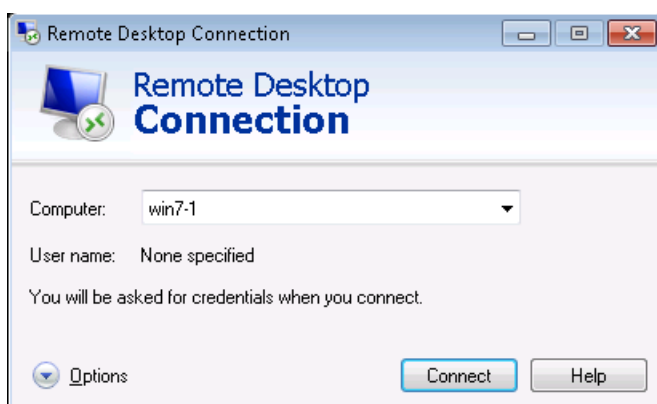 Remote Desktop Connection
Remote Desktop
Connection
Computer: win7-1
User name: None specified
You will be asked for credentials when you connect.
Options Connect Help